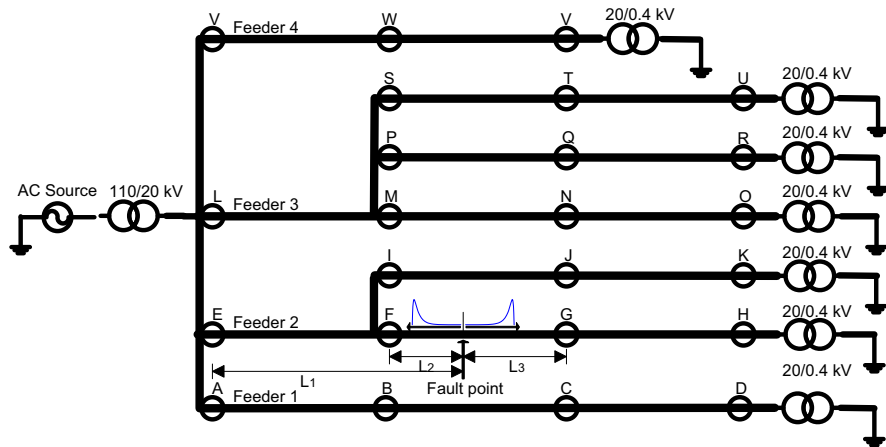 V Feeder 4 W V 20/0.4 kV
S T U 20/0.4 kV
P Q R 20/0.4 kV
AC Source 110/20 kV L Feeder 3 M N O 20/0.4 kV
I J K 20/0.4 kV
E Feeder 2 F G H 20/0.4 kV
L1 L2 L3
Fault point
A Feeder 1 B C D 20/0.4 kV